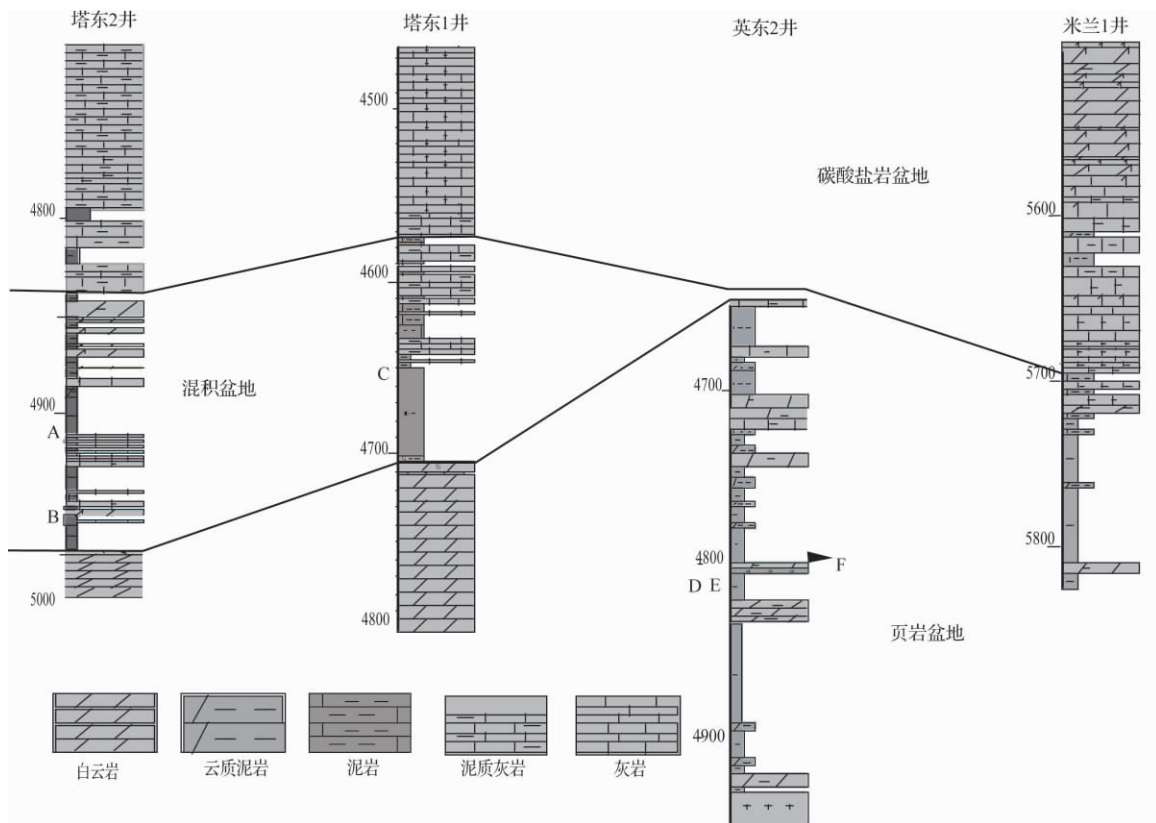 塔东2井
塔东1井
英东2井
米兰1井
4500
碳酸盐岩盆地
4800
5600
4600
C
5700
混积盆地
4700
4900
A
4700
B
5800
4800
F
D E
5000
4800
页岩盆地
4900
白云岩
云质泥岩
泥岩
泥质灰岩
灰岩